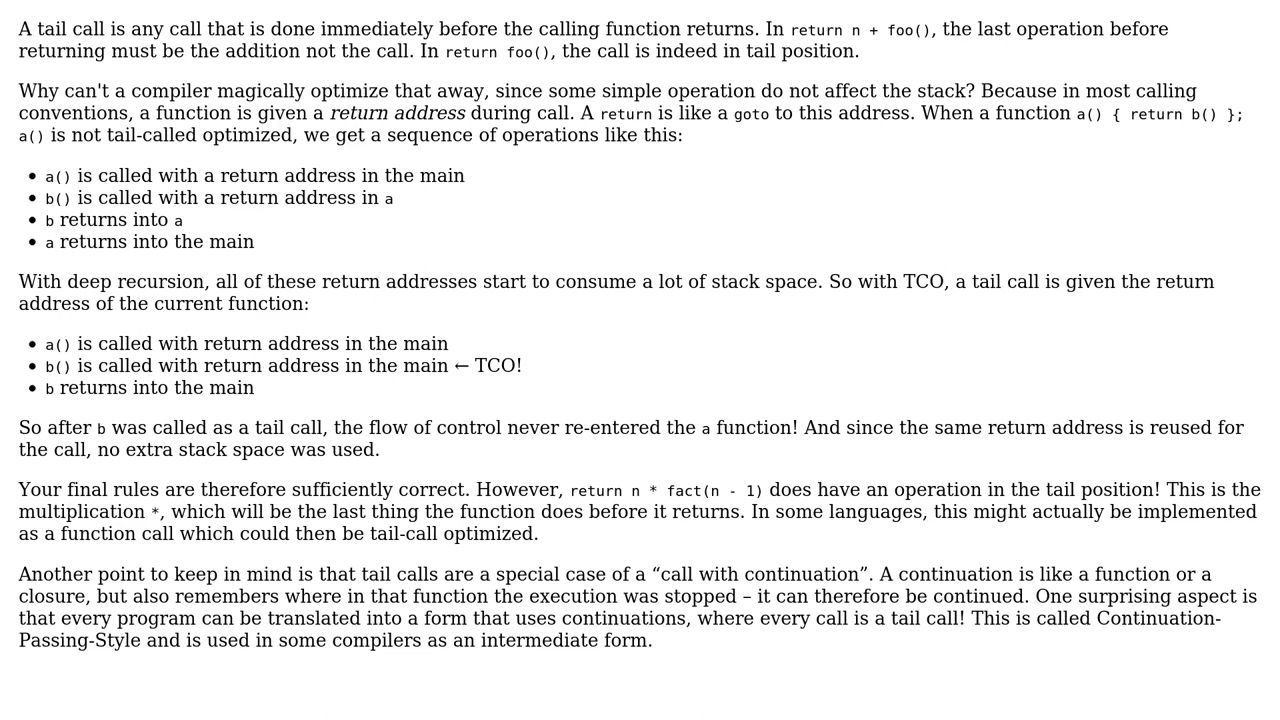 A tail call is any call that is done immediately before the calling function returns. In return n + foo(), the last operation before
returning must be the addition not the call. In return foo(), the call is indeed in tail position.
Why can't a compiler magically optimize that away, since some simple operation do not affect the stack? Because in most calling
conventions, a function is given a return address during call. A return is like a goto to this address. When a function a() { return b() };
a() is not tail-called optimized, we get a sequence of operations like this:
• a() is called with a return address in the main
• b() is called with a return address in a
• b returns into a
• a returns into the main
With deep recursion, all of these return addresses start to consume a lot of stack space. So with TCO, a tail call is given the return
address of the current function:
• a() is called with return address in the main
• b() is called with return address in the main ← TCO!
• b returns into the main
So after b was called as a tail call, the flow of control never re-entered the a function! And since the same return address is reused for
the call, no extra stack space was used.
Your final rules are therefore sufficiently correct. However, return n * fact(n - 1) does have an operation in the tail position! This is the
multiplication *, which will be the last thing the function does before it returns. In some languages, this might actually be implemented
as a function call which could then be tail-call optimized.
Another point to keep in mind is that tail calls are a special case of a “call with continuation”. A continuation is like a function or a
closure, but also remembers where in that function the execution was stopped – it can therefore be continued. One surprising aspect is
that every program can be translated into a form that uses continuations, where every call is a tail call! This is called Continuation-
Passing-Style and is used in some compilers as an intermediate form.